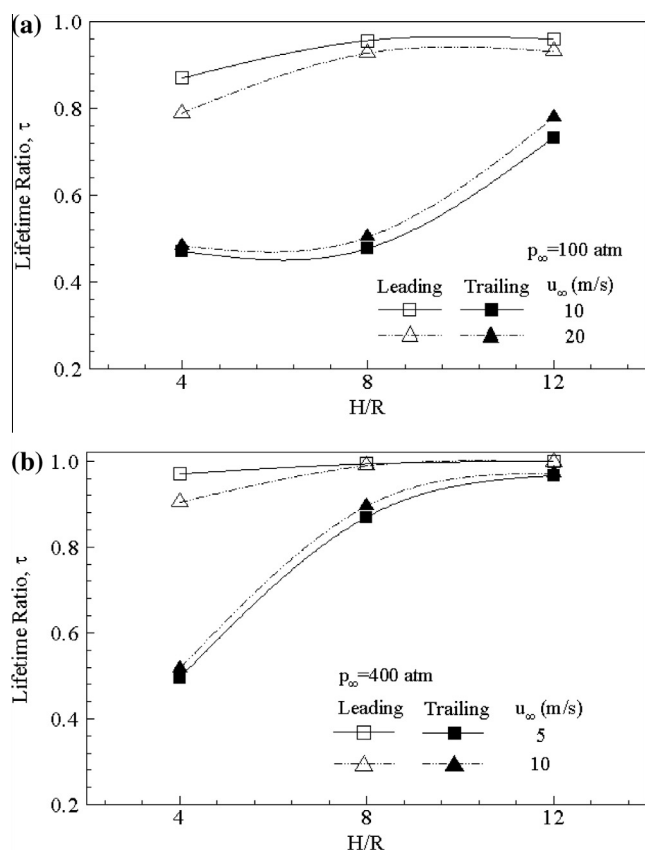 (a)
1.0
0.8
0.6
0.4
0.2
Lifetime Ratio, τ
p∞=100 atm
Leading Trailing u∞ (m/s)
10
20
4 8 12
H/R
(b)
1.0
0.8
0.6
0.4
0.2
Lifetime Ratio, τ
p∞=400 atm
Leading Trailing u∞ (m/s)
5
10
4 8 12
H/R